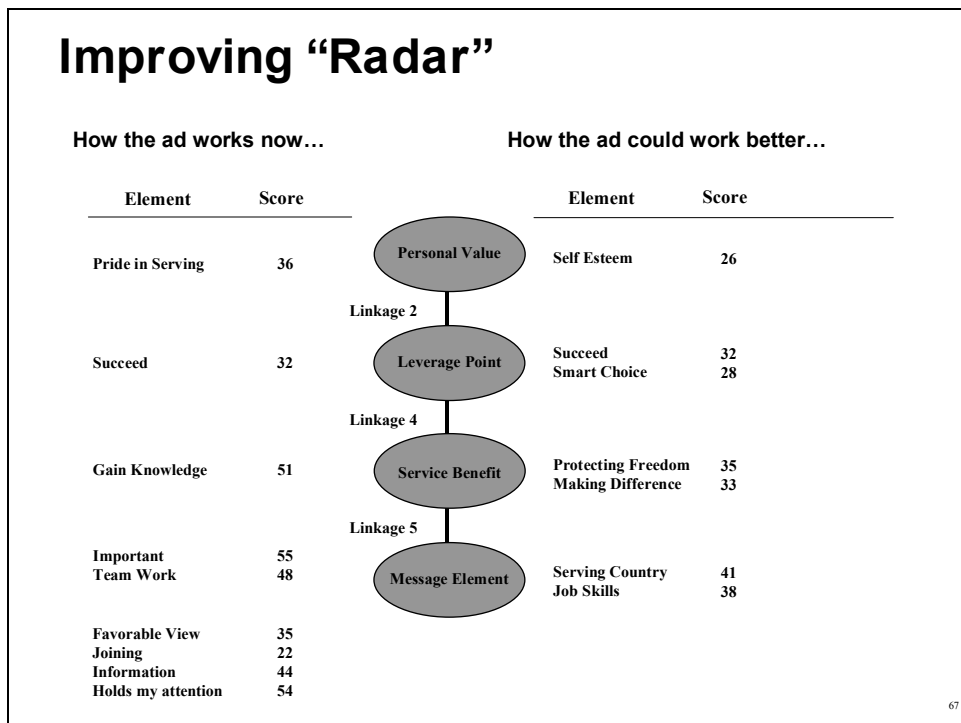 Improving “Radar”
How the ad works now…
How the ad could work better…
Element Score
Element Score
Pride in Serving 36
Personal Value
Self Esteem 26
Linkage 2
Succeed 32
Leverage Point
Succeed 32
Smart Choice 28
Linkage 4
Gain Knowledge 51
Service Benefit
Protecting Freedom 35
Making Difference 33
Linkage 5
Important 55
Team Work 48
Message Element
Serving Country 41
Job Skills 38
Favorable View 35
Joining 22
Information 44
Holds my attention 54
67